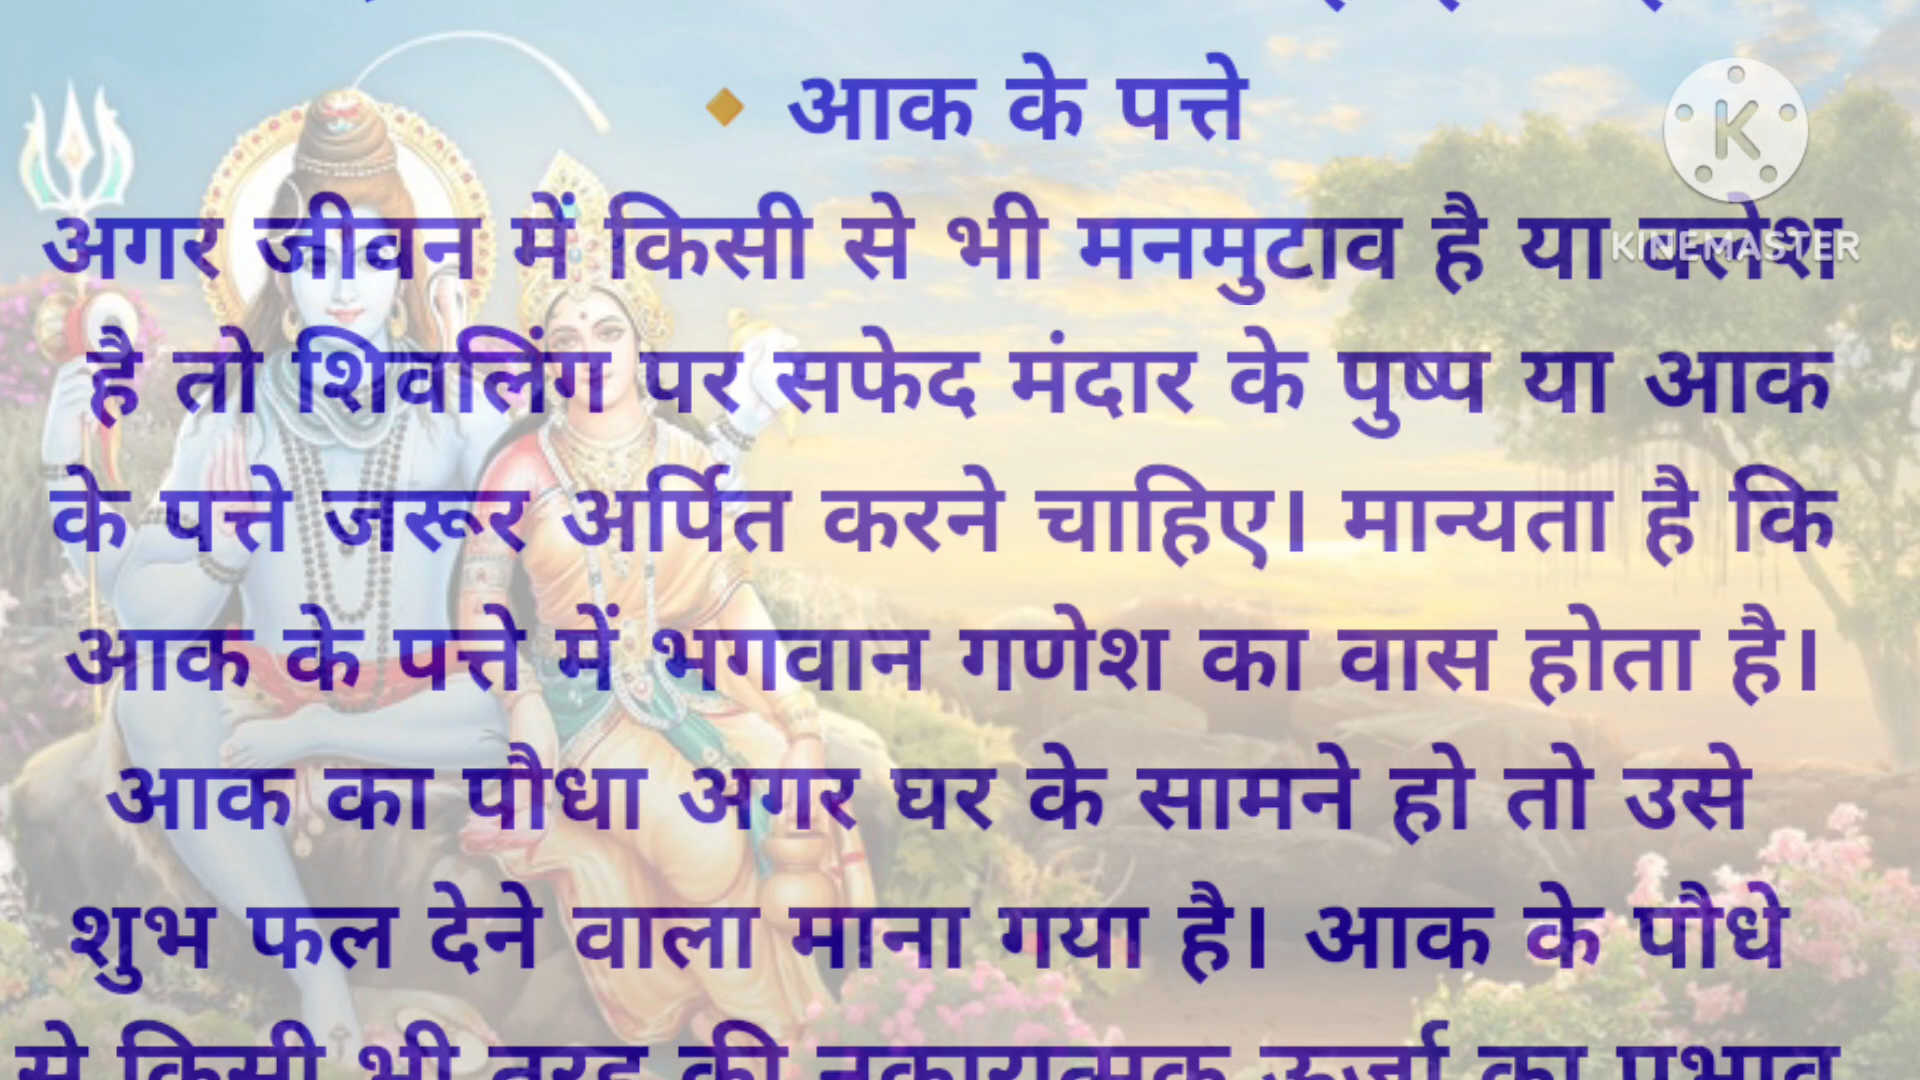 🔸 आक के पत्ते
अगर जीवन में किसी से भी मनमुटाव है या क्लेश
है तो शिवलिंग पर सफेद मंदार के पुष्प या आक
के पत्ते जरूर अर्पित करने चाहिए। मान्यता है कि
आक के पत्ते में भगवान गणेश का वास होता है।
आक का पौधा अगर घर के सामने हो तो उसे
शुभ फल देने वाला माना गया है। आक के पौधे
से किसी भी तरह की नकारात्मक ऊर्जा का प्रभाव
K
KINEMASTER